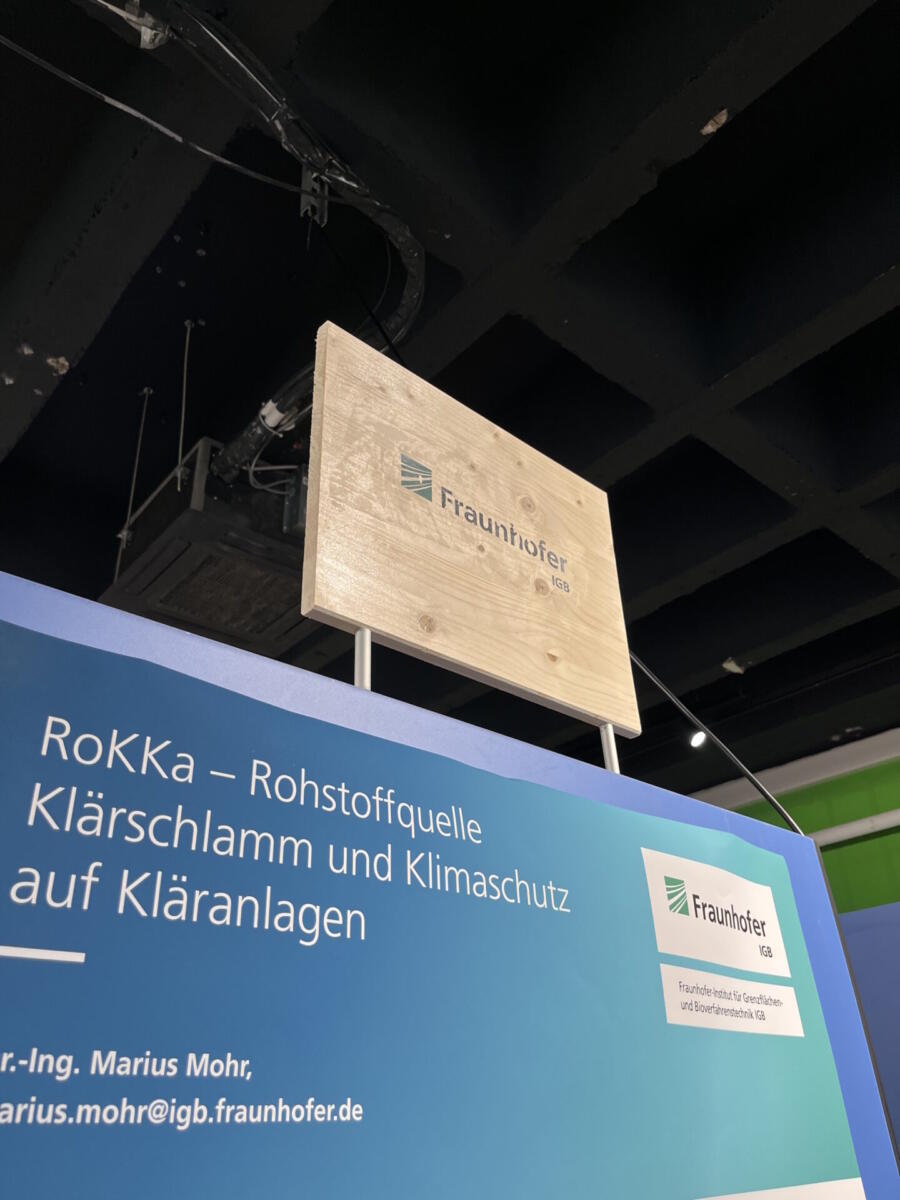 Fraunhofer
IGB
RoKKa – Rohstoffquelle
Klärschlamm und Klimaschutz
auf Kläranlagen
Fraunhofer
IGB
Fraunhofer-Institut für Grenzflächen-
und Bioverfahrenstechnik IGB
r.-Ing. Marius Mohr,
arius.mohr@igb.fraunhofer.de